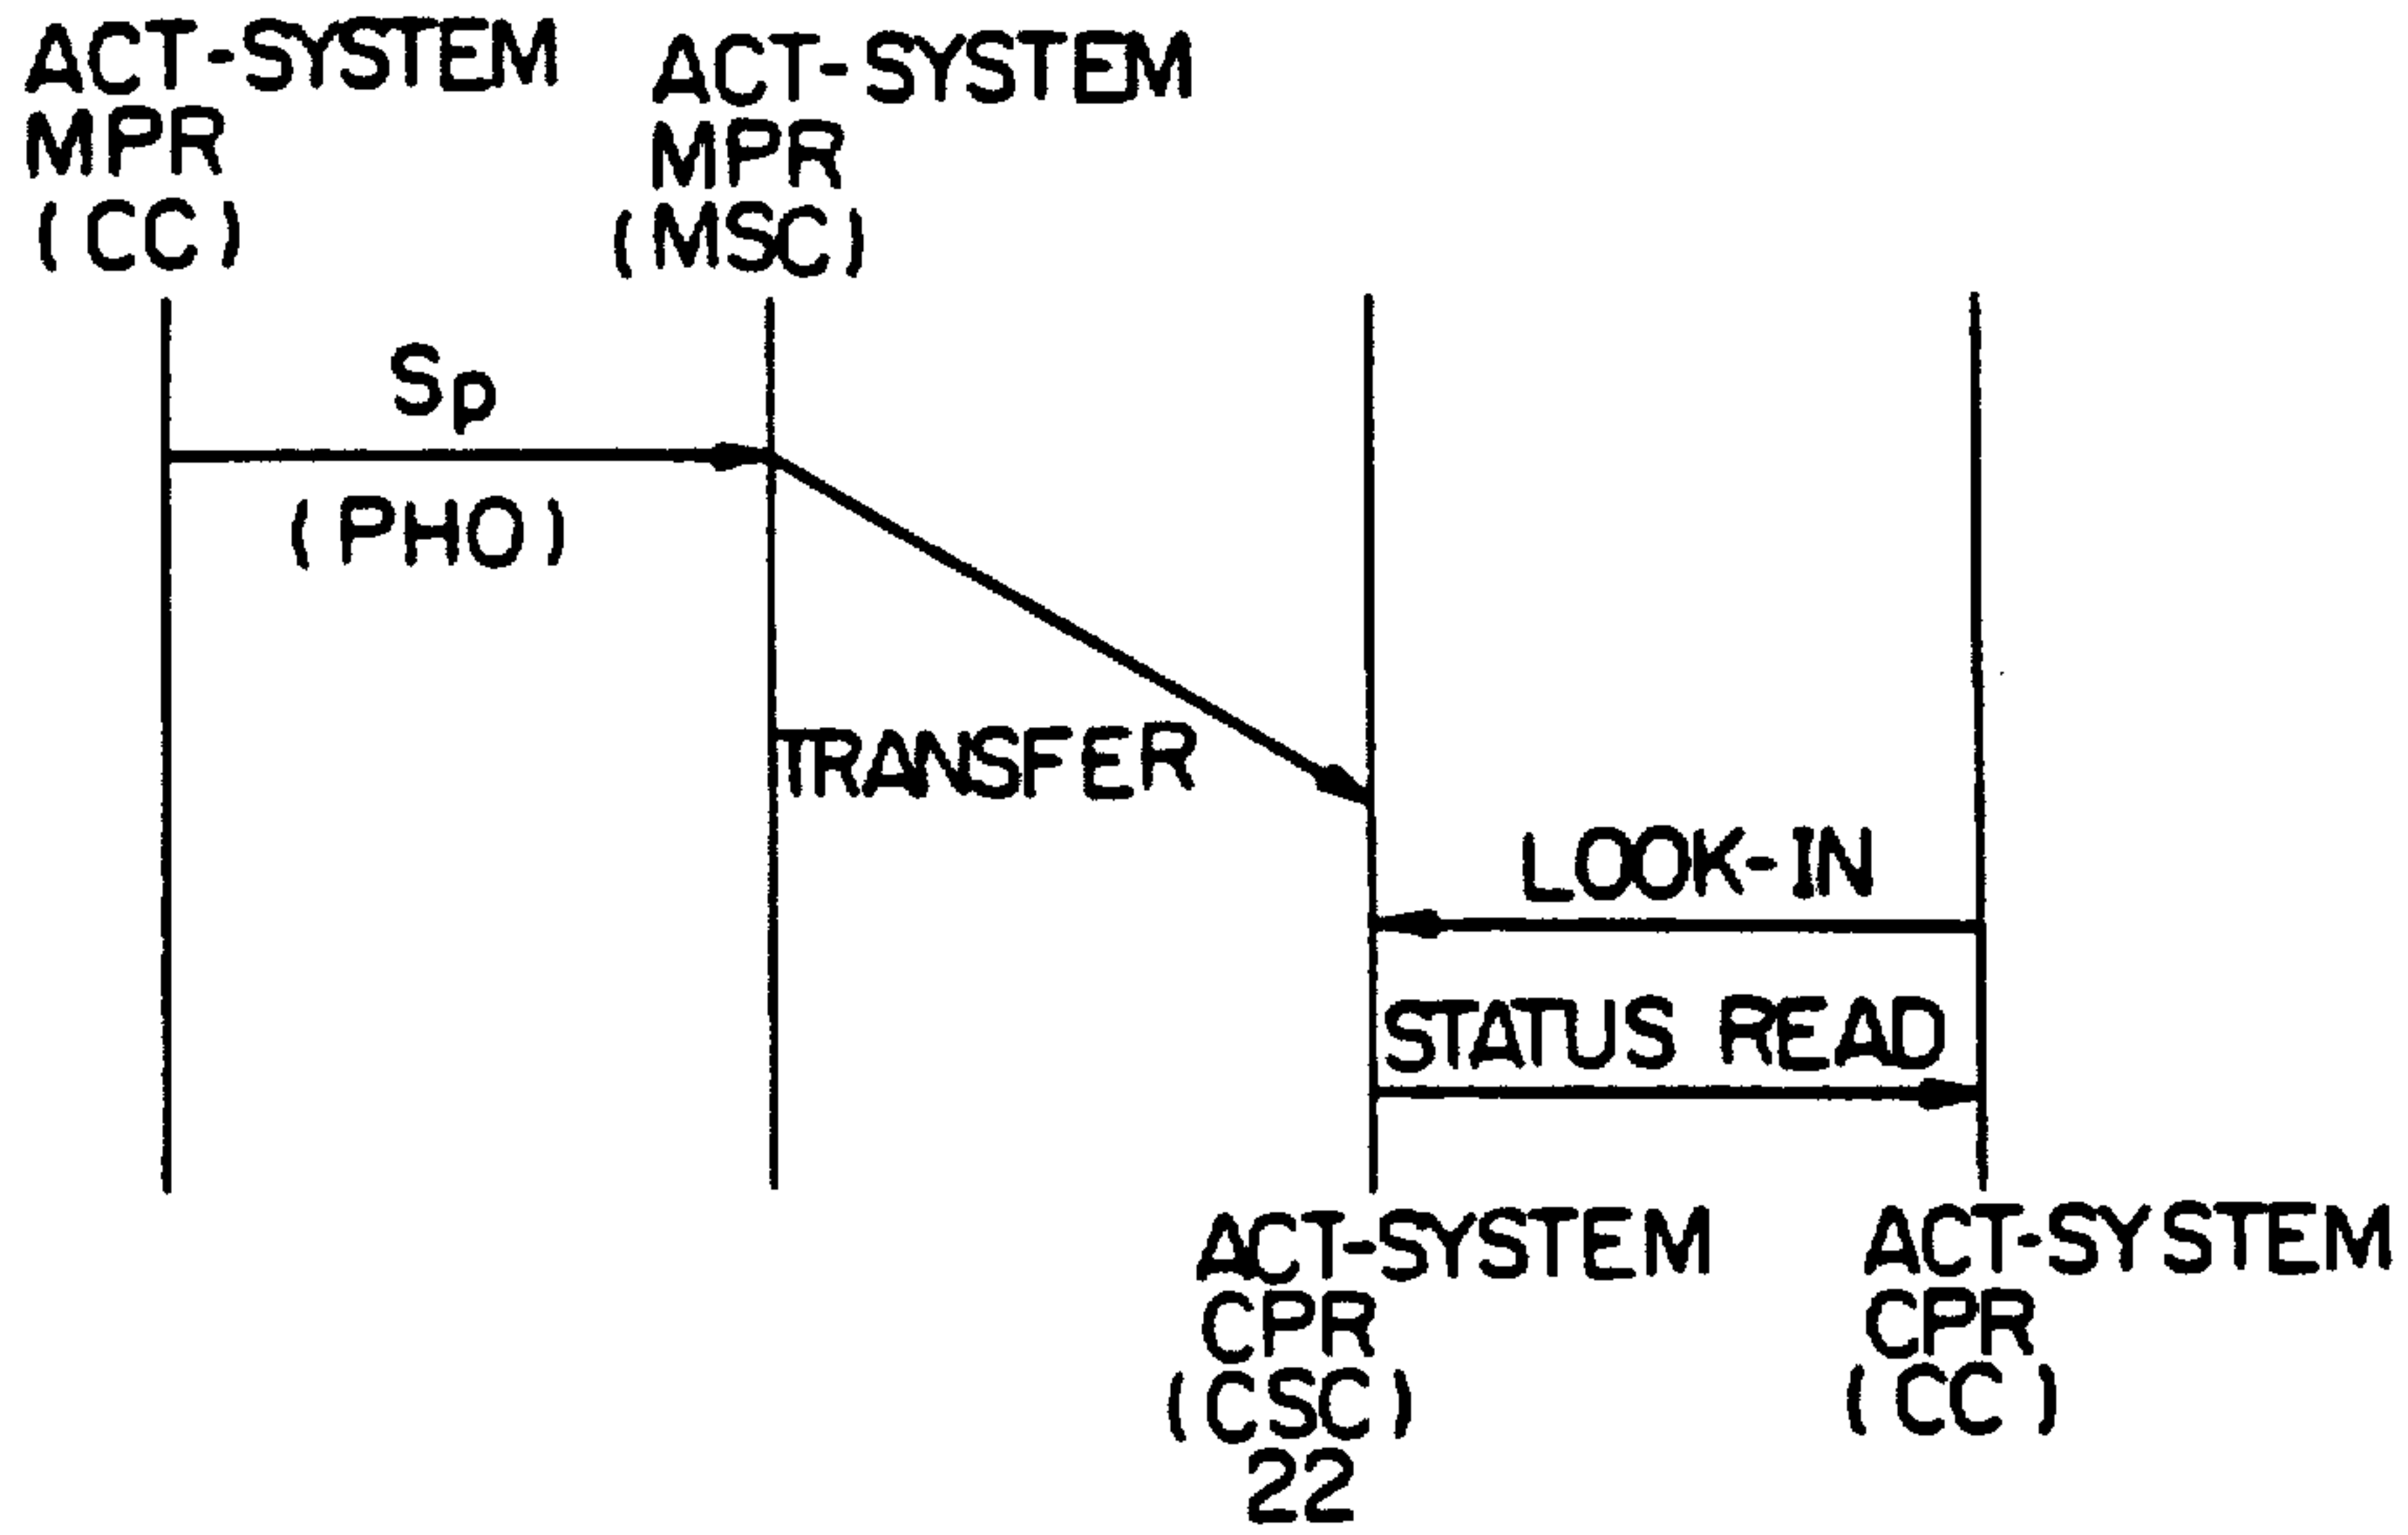 ACT-SYSTEM
MPR
(CC)
ACT-SYSTEM
MPR
(MSC)
Sp
(PHO)
TRANSFER
LOOK-IN
STATUS READ
ACT-SYSTEM
CPR
(CSC)
22
ACT-SYSTEM
CPR
(CC)